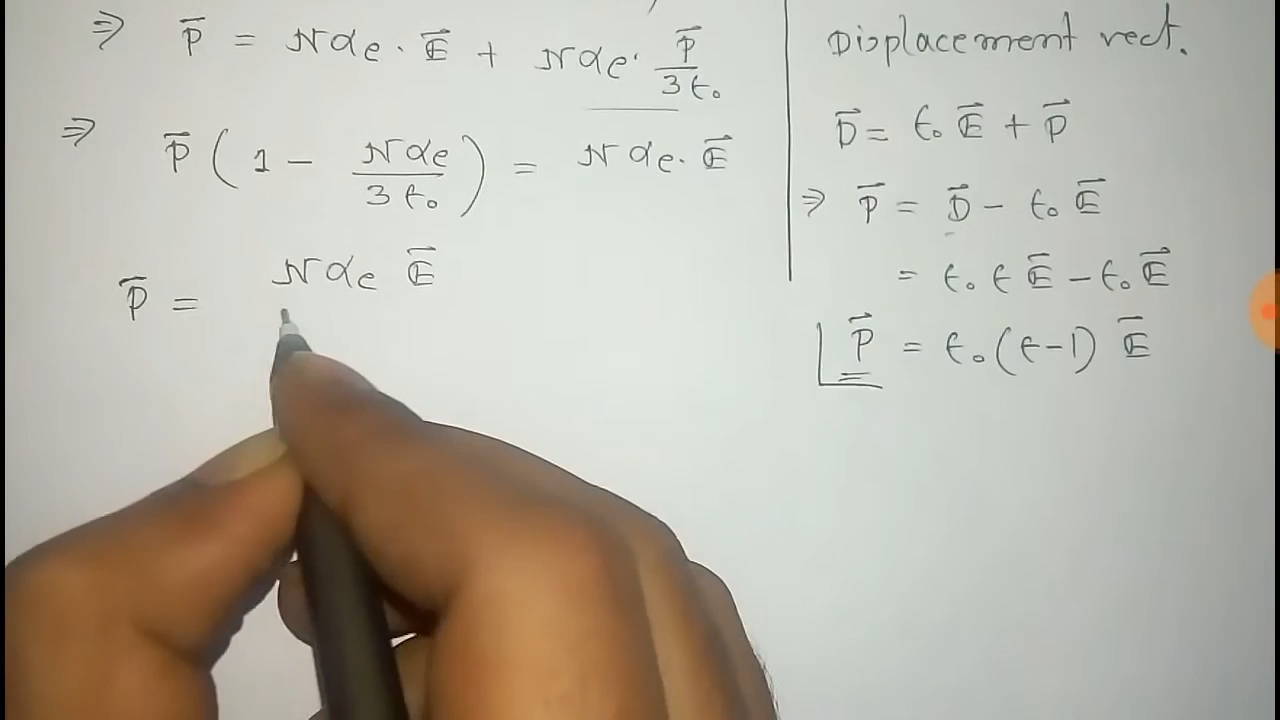 ⇒ P̄ = Nαe · Ē + Nαe · P̄/3ϵ₀
⇒ P̄ (1 − Nαe/3ϵ₀) = Nαe · Ē
P̄ = Nαe Ē
Displacement vect.
D̄ = ϵ₀ Ē + P̄
⇒ P̄ = D̄ − ϵ₀ Ē
= ϵ₀ ϵ Ē − ϵ₀ Ē
P̄ = ϵ₀(ϵ−1) Ē